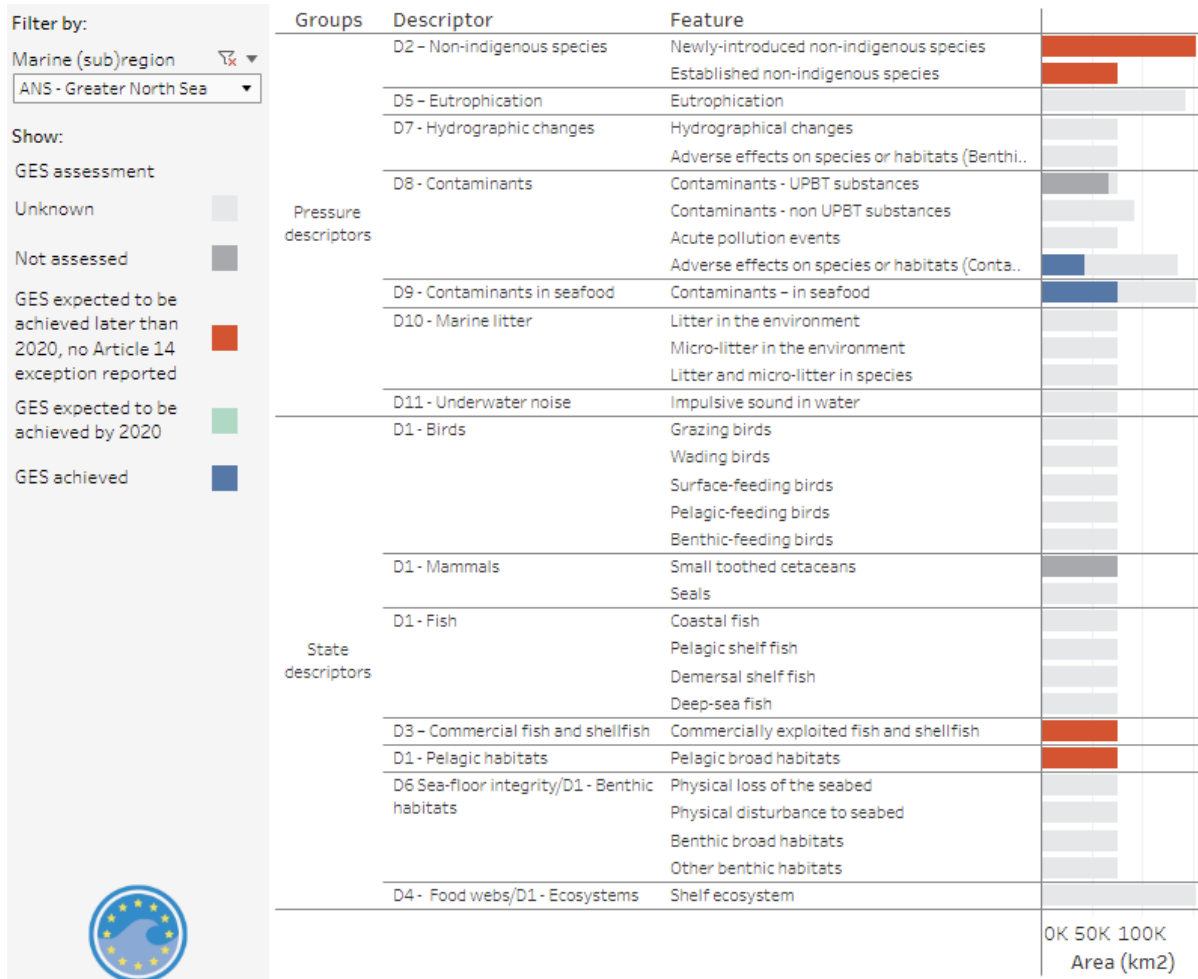 Filter by:
Marine (sub)region
ANS - Greater North Sea
Show:
GES assessment
Unknown
Not assessed
GES expected to be
achieved later than
2020, no Article 14
exception reported
GES expected to be
achieved by 2020
GES achieved
Groups Descriptor Feature
Pressure
descriptors
D2 – Non-indigenous species Newly-introduced non-indigenous species
Established non-indigenous species
D5 – Eutrophication Eutrophication
D7 - Hydrographic changes Hydrographical changes
Adverse effects on species or habitats (Benthi..
D8 - Contaminants Contaminants - UPBT substances
Contaminants - non UPBT substances
Acute pollution events
Adverse effects on species or habitats (Conta..
D9 - Contaminants in seafood Contaminants – in seafood
D10 - Marine litter Litter in the environment
Micro-litter in the environment
Litter and micro-litter in species
D11 - Underwater noise Impulsive sound in water
State
descriptors
D1 - Birds Grazing birds
Wading birds
Surface-feeding birds
Pelagic-feeding birds
Benthic-feeding birds
D1 - Mammals Small toothed cetaceans
Seals
D1 - Fish Coastal fish
Pelagic shelf fish
Demersal shelf fish
Deep-sea fish
D3 – Commercial fish and shellfish Commercially exploited fish and shellfish
D1 - Pelagic habitats Pelagic broad habitats
D6 Sea-floor integrity/D1 - Benthic Physical loss of the seabed
habitats Physical disturbance to seabed
Benthic broad habitats
Other benthic habitats
D4 - Food webs/D1 - Ecosystems Shelf ecosystem
0K 50K 100K
Area (km2)